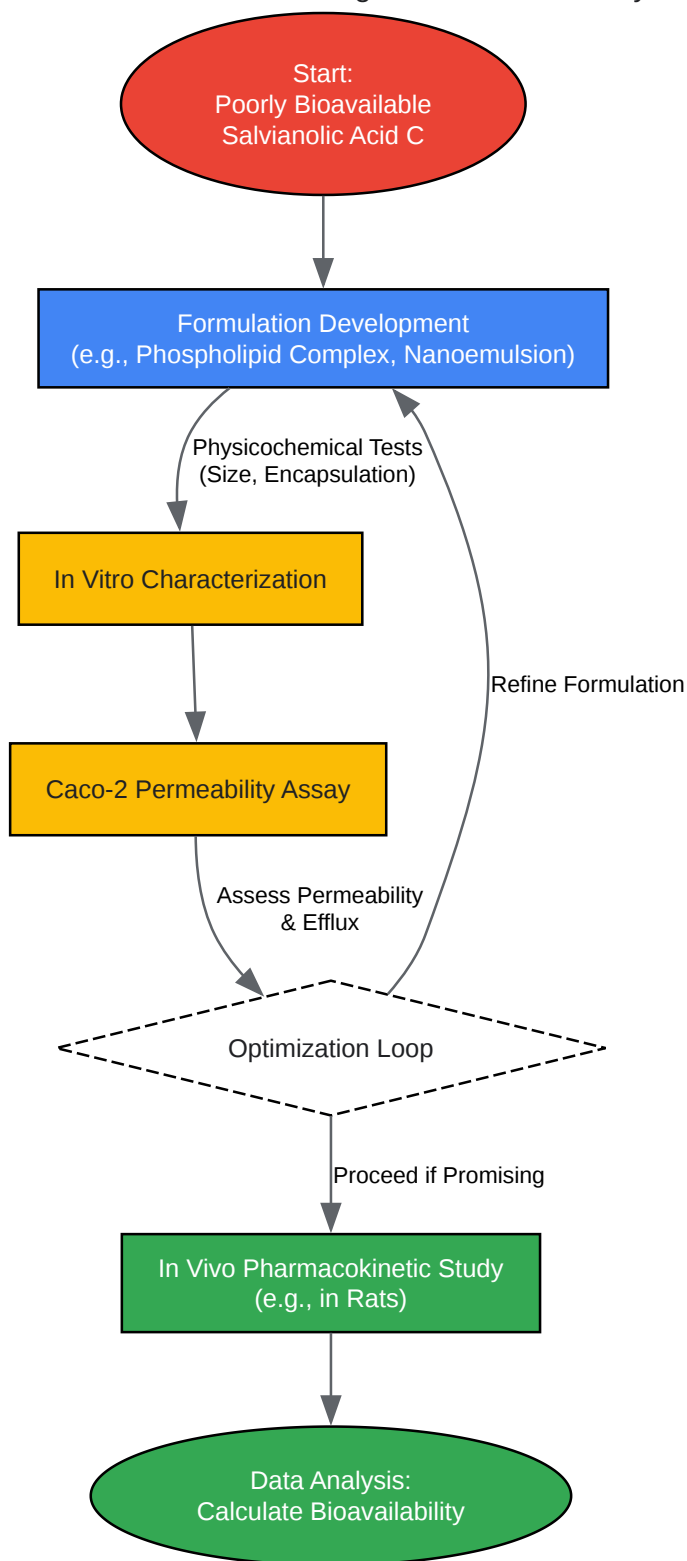 Start:
Poorly Bioavailable
Salvianolic Acid C
Formulation Development
(e.g., Phospholipid Complex, Nanoemulsion)
Physicochemical Tests
(Size, Encapsulation)
In Vitro Characterization
Refine Formulation
Caco-2 Permeability Assay
Assess Permeability
& Efflux
Optimization Loop
Proceed if Promising
In Vivo Pharmacokinetic Study
(e.g., in Rats)
Data Analysis:
Calculate Bioavailability